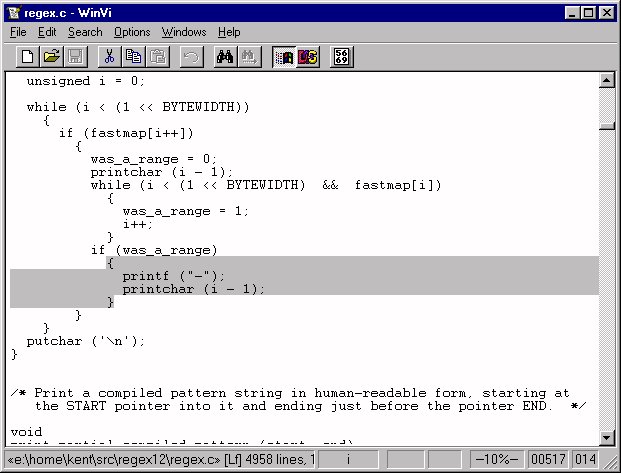 regex.c - WinVi
File Edit Search Options Windows Help
56
69
unsigned i = 0;
while (i < (1 << BYTEWIDTH))
{
if (fastmap[i++])
{
was_a_range = 0;
printchar (i - 1);
while (i < (1 << BYTEWIDTH)  &&  fastmap[i])
{
was_a_range = 1;
i++;
}
if (was_a_range)
{
printf ("-");
printchar (i - 1);
}
}
}
putchar ('\n');
}
/* Print a compiled pattern string in human-readable form, starting at
the START pointer into it and ending just before the pointer END.  */
void
print_partial_compiled_pattern (start, end)
«e:\home\kent\src\regex12\regex.c» [Lf] 4958 lines, 1 i --10%-- 00517 014